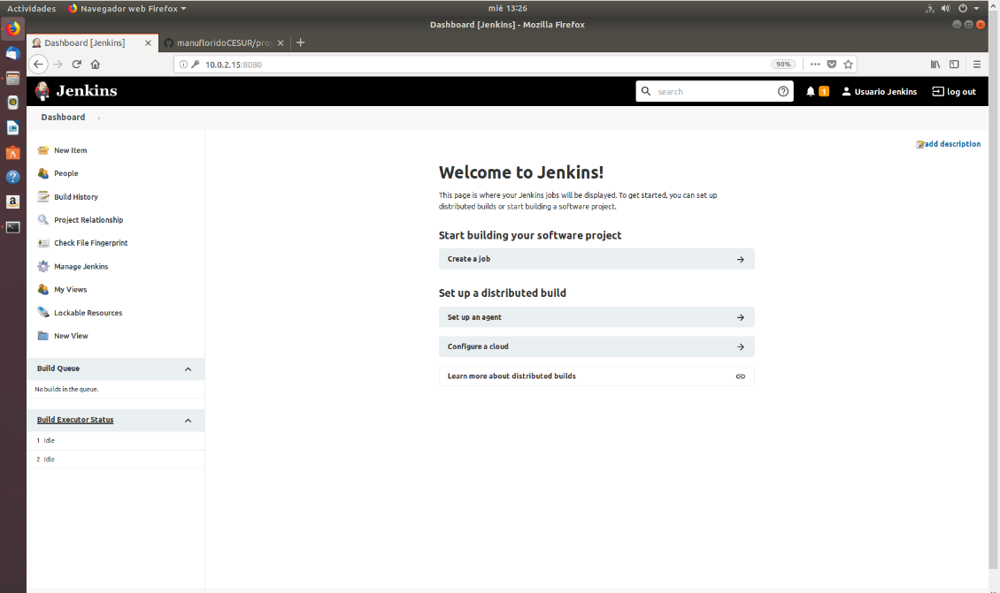 Actividades Navegador web Firefox mié 13:26
Dashboard [Jenkins] - Mozilla Firefox
Dashboard [Jenkins] manufloridoCESUR/pro
10.0.2.15:8080 90%
Jenkins search 1 Usuario Jenkins log out
Dashboard
add description
New Item
People
Build History
Project Relationship
Check File Fingerprint
Manage Jenkins
My Views
Lockable Resources
New View
Build Queue
No builds in the queue.
Build Executor Status
1 Idle
2 Idle
Welcome to Jenkins!
This page is where your Jenkins jobs will be displayed. To get started, you can set up
distributed builds or start building a software project.
Start building your software project
Create a job
Set up a distributed build
Set up an agent
Configure a cloud
Learn more about distributed builds